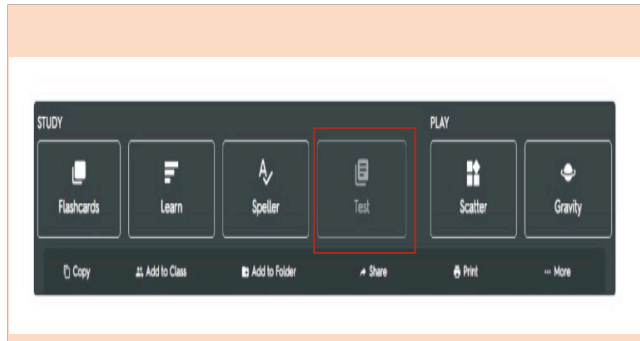 STUDY PLAY
Flashcards Learn Speller Test Scatter Gravity
Copy Add to Class Add to Folder Share Print More